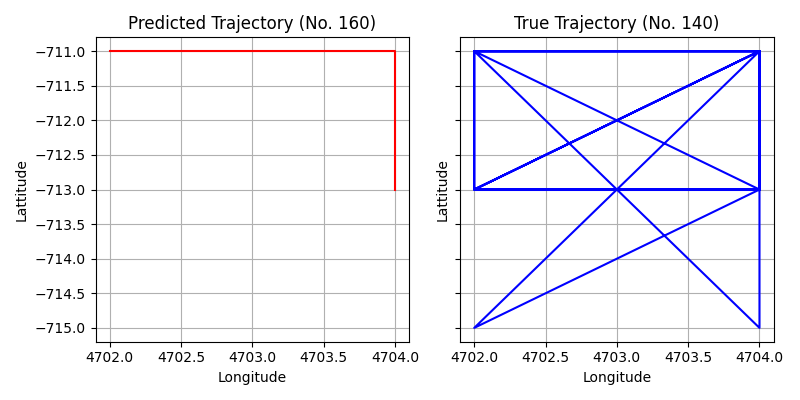 Predicted Trajectory (No. 160)
−711.0
−711.5
−712.0
−712.5
−713.0
−713.5
−714.0
−714.5
−715.0
Lattitude
4702.0 4702.5 4703.0 4703.5 4704.0
Longitude
True Trajectory (No. 140)
Lattitude
4702.0 4702.5 4703.0 4703.5 4704.0
Longitude